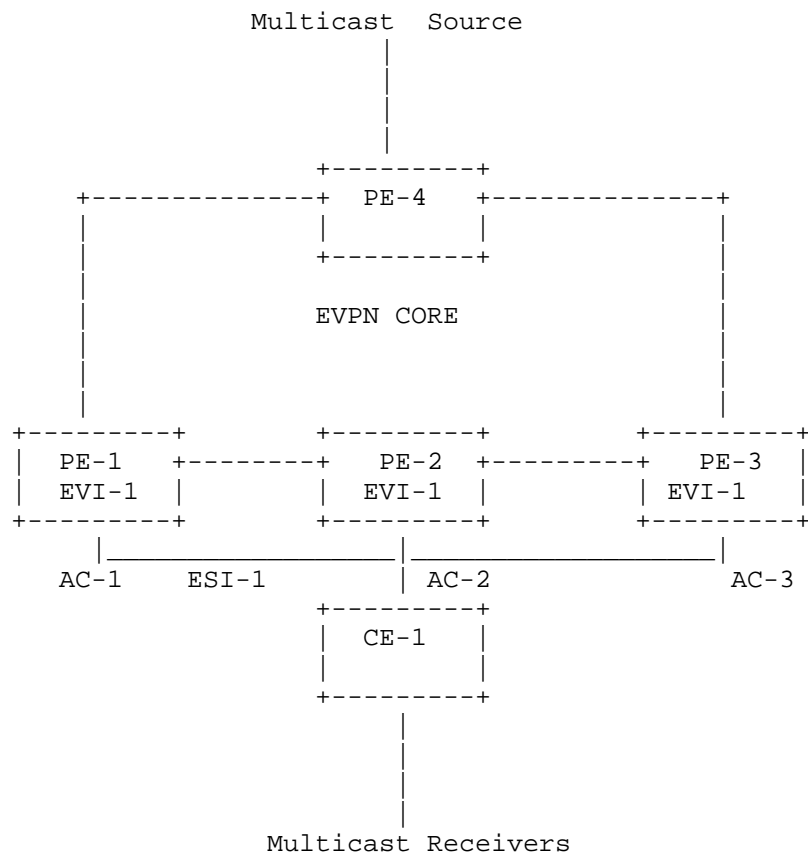 Multicast Source
PE-4
EVPN CORE
PE-1 PE-2 PE-3
EVI-1 EVI-1 EVI-1
AC-1 ESI-1 AC-2 AC-3
CE-1
Multicast Receivers